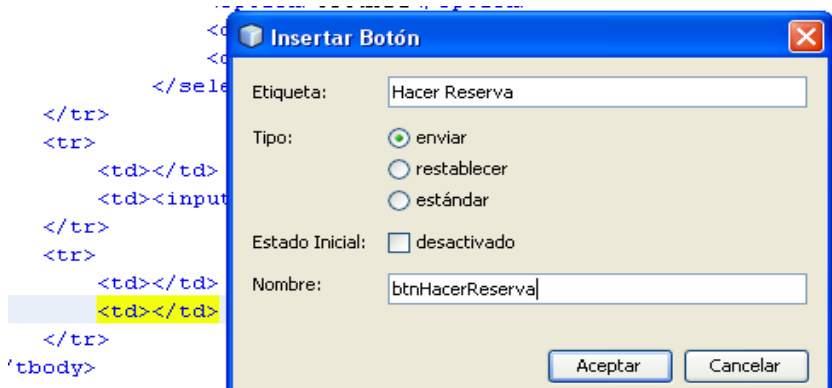 Insertar Botón
</sele
</tr>
<tr>
<td></td>
<td><input
</tr>
<tr>
<td></td>
<td></td>
</tr>
tbody>
Etiqueta: Hacer Reserva
Tipo: enviar
restablecer
estándar
Estado Inicial: desactivado
Nombre: btnHacerReserva
Aceptar Cancelar